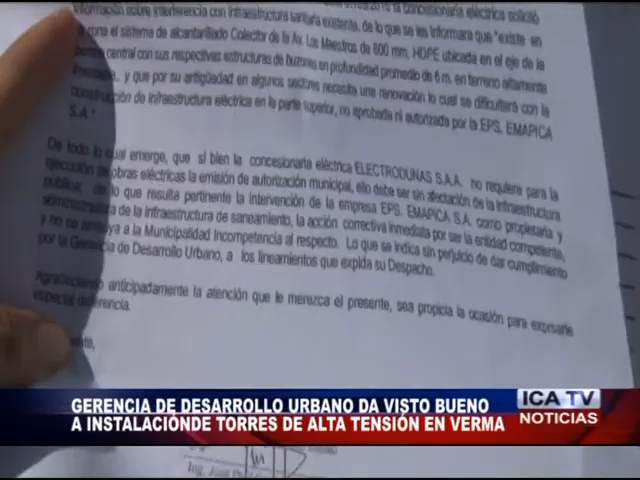 la concesionaria eléctrica solicitó
información sobre interferencia con infraestructura sanitaria existente, de lo que se les informara que "existe en
zona el sistema de alcantarillado Colector de la Av. Los Maestros de 800 mm, HDPE ubicada en el eje de la
central con sus respectivas estructuras de buzones en profundidad promedio de 6 m. en terreno altamente
y que por su antigüedad en algunos sectores necesita una renovación lo cual se dificultará con la
construcción de infraestructura eléctrica en la parte superior, no aprobada ni autorizada por la EPS. EMAPICA
S.A".
De todo lo cual emerge, que si bien la concesionaria eléctrica ELECTRODUNAS S.A.A. no requiere para la
ejecución de obras eléctricas la emisión de autorización municipal, ello debe ser sin afectación de la infraestructura
pública; de lo que resulta pertinente la intervención de la empresa EPS. EMAPICA S.A. como propietaria y
administradora de la infraestructura de saneamiento, la acción correctiva inmediata por ser la entidad competente,
y no se atribuya a la Municipalidad Incompetencia al respecto. Lo que se indica sin perjuicio de dar cumplimiento
por la Gerencia de Desarrollo Urbano, a los lineamientos que expida su Despacho.
Agradeciendo anticipadamente la atención que le merezca el presente, sea propicia la ocasión para expresarle
especial deferencia.
GERENCIA DE DESARROLLO URBANO DA VISTO BUENO
A INSTALACIÓNDE TORRES DE ALTA TENSIÓN EN VERMA
ICA TV
NOTICIAS